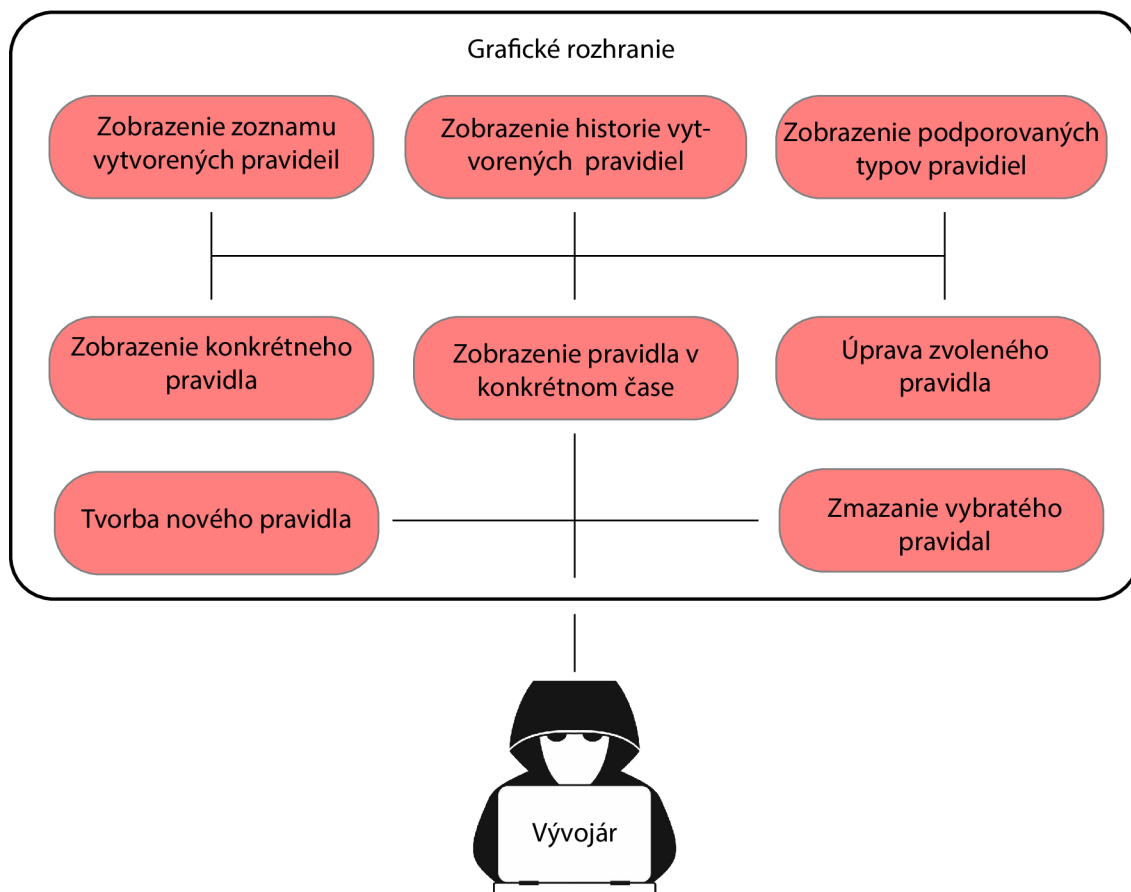 Grafické rozhranie
Zobrazenie zoznamu
vytvorených pravideil
Zobrazenie historie vyt-
vorených pravidiel
Zobrazenie podporovaných
typov pravidiel
Zobrazenie konkrétneho
pravidla
Zobrazenie pravidla v
konkrétnom čase
Úprava zvoleného
pravidla
Tvorba nového pravidla
Zmazanie vybratého
pravidal
Vývojár